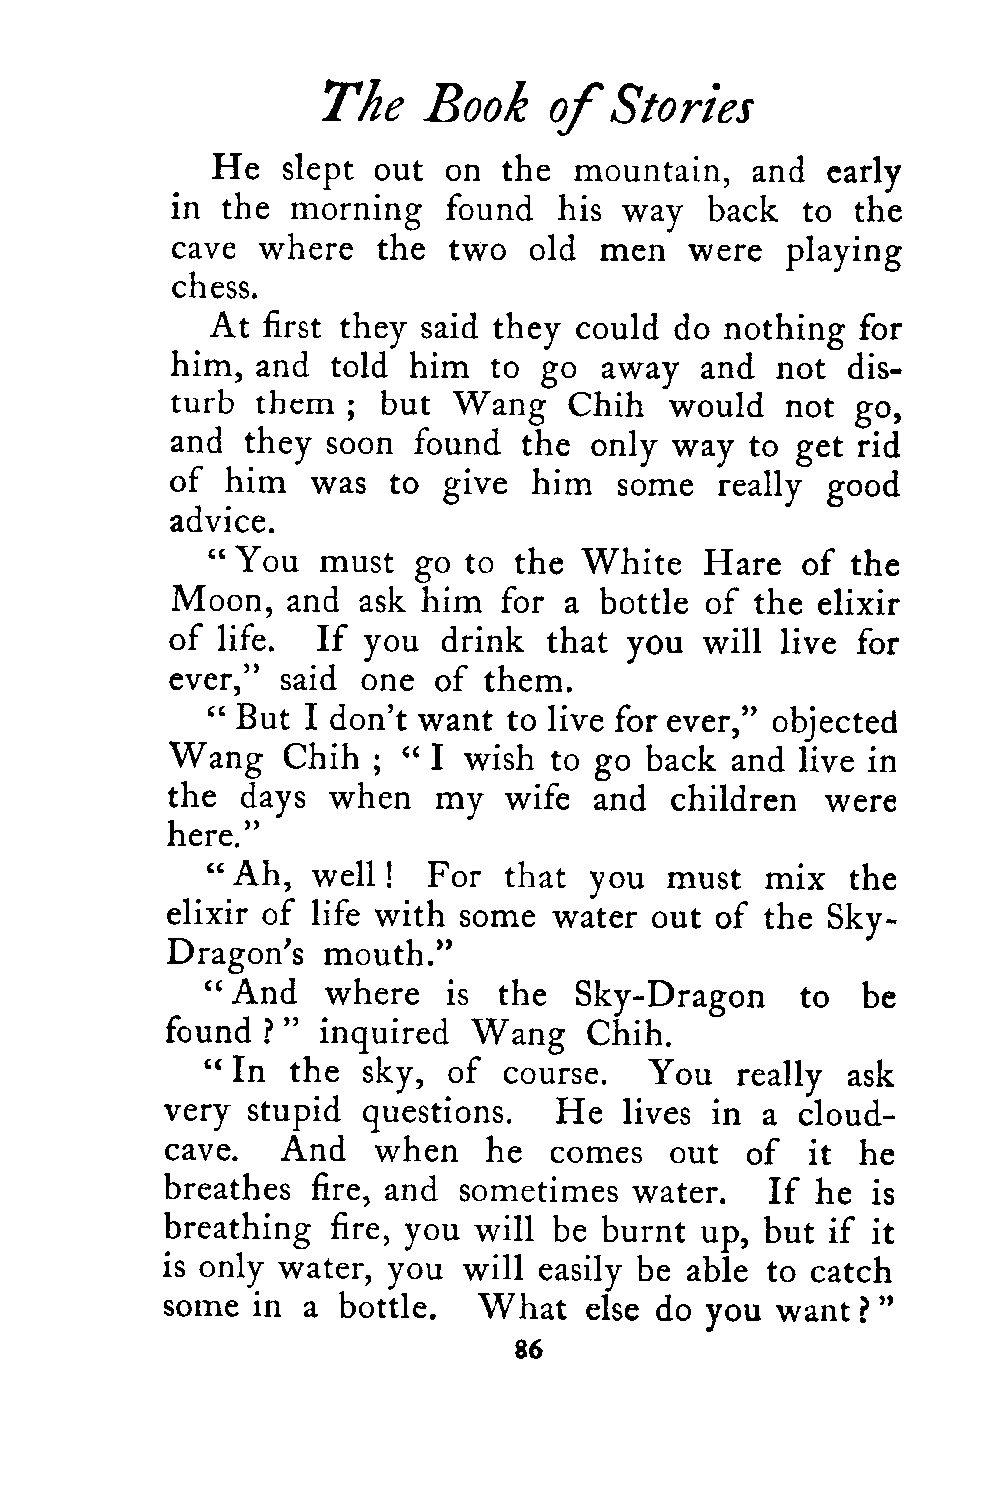 The Book of Stories
He slept out on the mountain, and early
in the morning found his way back to the
cave where the two old men were playing
chess.
At first they said they could do nothing for
him, and told him to go away and not dis-
turb them ; but Wang Chih would not go,
and they soon found the only way to get rid
of him was to give him some really good
advice.
“ You must go to the White Hare of the
Moon, and ask him for a bottle of the elixir
of life. If you drink that you will live for
ever,” said one of them.
“ But I don’t want to live for ever,” objected
Wang Chih ; “ I wish to go back and live in
the days when my wife and children were
here.”
“ Ah, well ! For that you must mix the
elixir of life with some water out of the Sky-
Dragon’s mouth.”
“ And where is the Sky-Dragon to be
found ? ” inquired Wang Chih.
“ In the sky, of course. You really ask
very stupid questions. He lives in a cloud-
cave. And when he comes out of it he
breathes fire, and sometimes water. If he is
breathing fire, you will be burnt up, but if it
is only water, you will easily be able to catch
some in a bottle. What else do you want ? ”
86